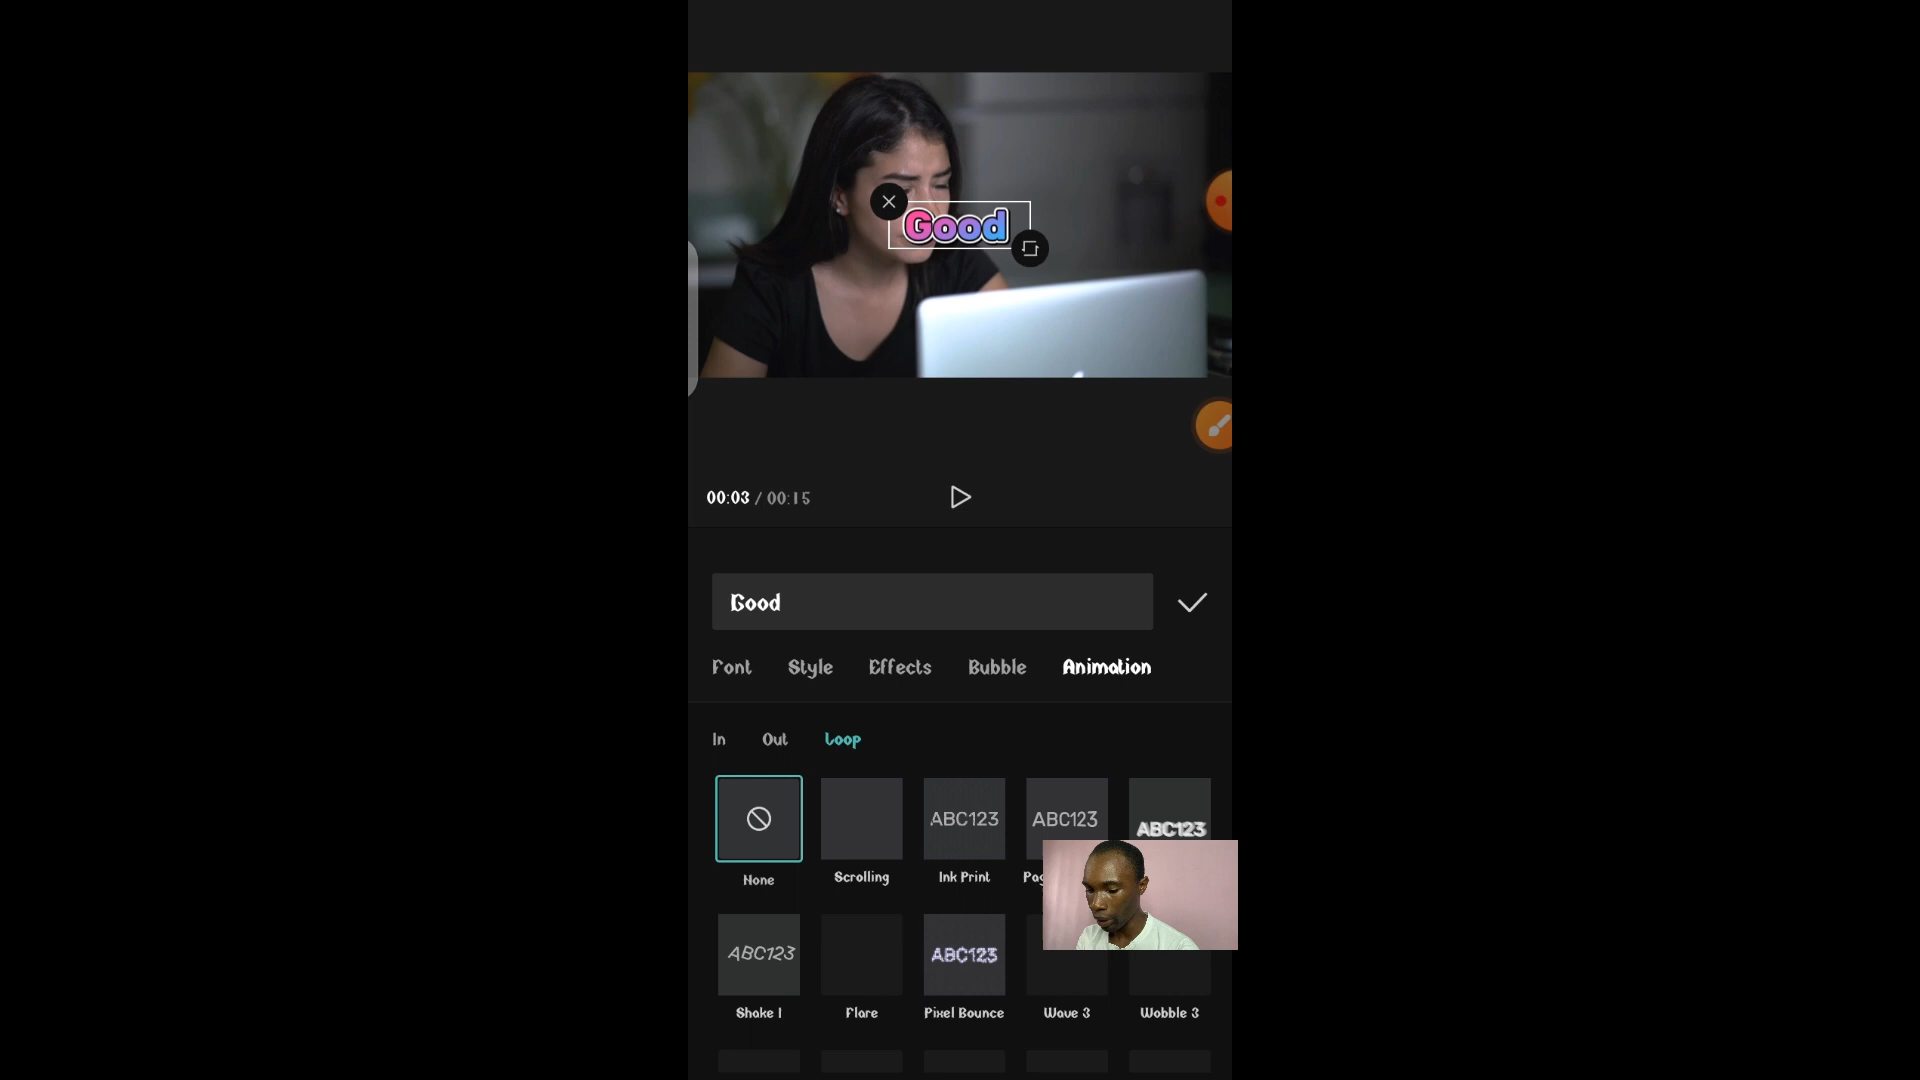 Good
00:03 / 00:15
Good
Font Style Effects Bubble Animation
In Out Loop
ABC123 ABC123 ABC123
None Scrolling Ink Print
ABC123 ABC123
Shake 1 Flare Pixel Bounce Wave 3 Wobble 3